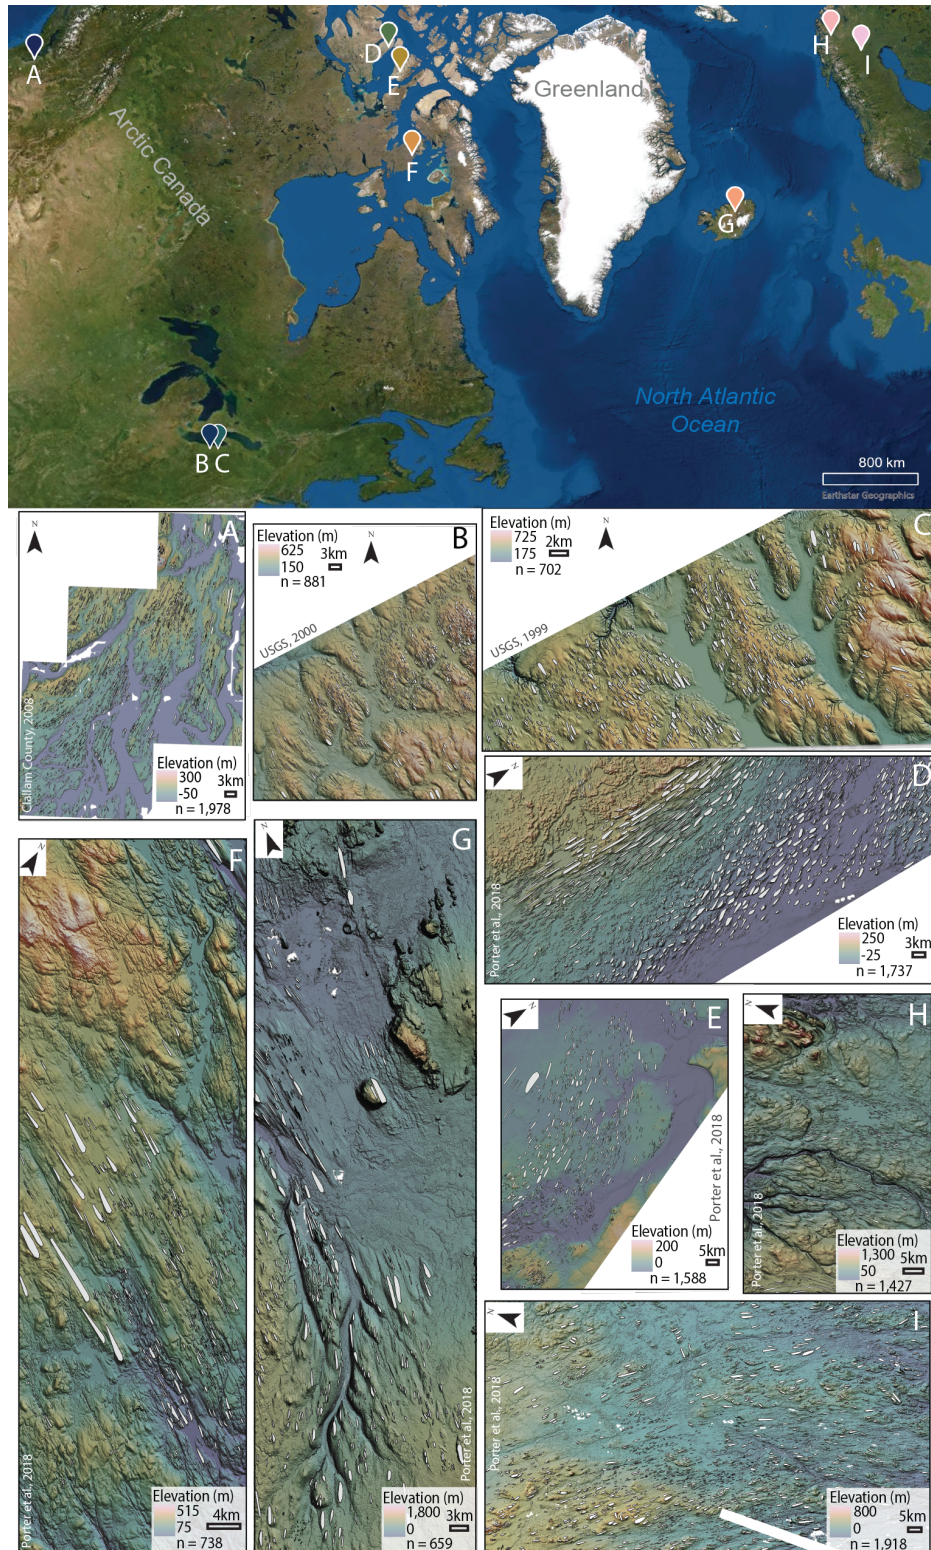 A
D
E
H
I
Greenland
Arctic Canada
F
G
North Atlantic
Ocean
B C
800 km
Earthstar Geographics
N
A
Clallam County, 2008
Elevation (m)
300
-50
3km
n = 1,978
Elevation (m)
625
150
3km
n = 881
N
B
USGS, 2000
Elevation (m)
725
175
2km
n = 702
N
C
USGS, 1999
N
D
Porter et al., 2018
Elevation (m)
250
-25
3km
n = 1,737
N
F
Porter et al., 2018
Elevation (m)
515
75
4km
n = 738
N
G
Porter et al., 2018
Elevation (m)
1,800
0
3km
n = 659
N
E
Porter et al., 2018
Elevation (m)
200
0
5km
n = 1,588
N
H
Porter et al., 2018
Elevation (m)
1,300
50
5km
n = 1,427
N
I
Porter et al., 2018
Elevation (m)
800
0
5km
n = 1,918